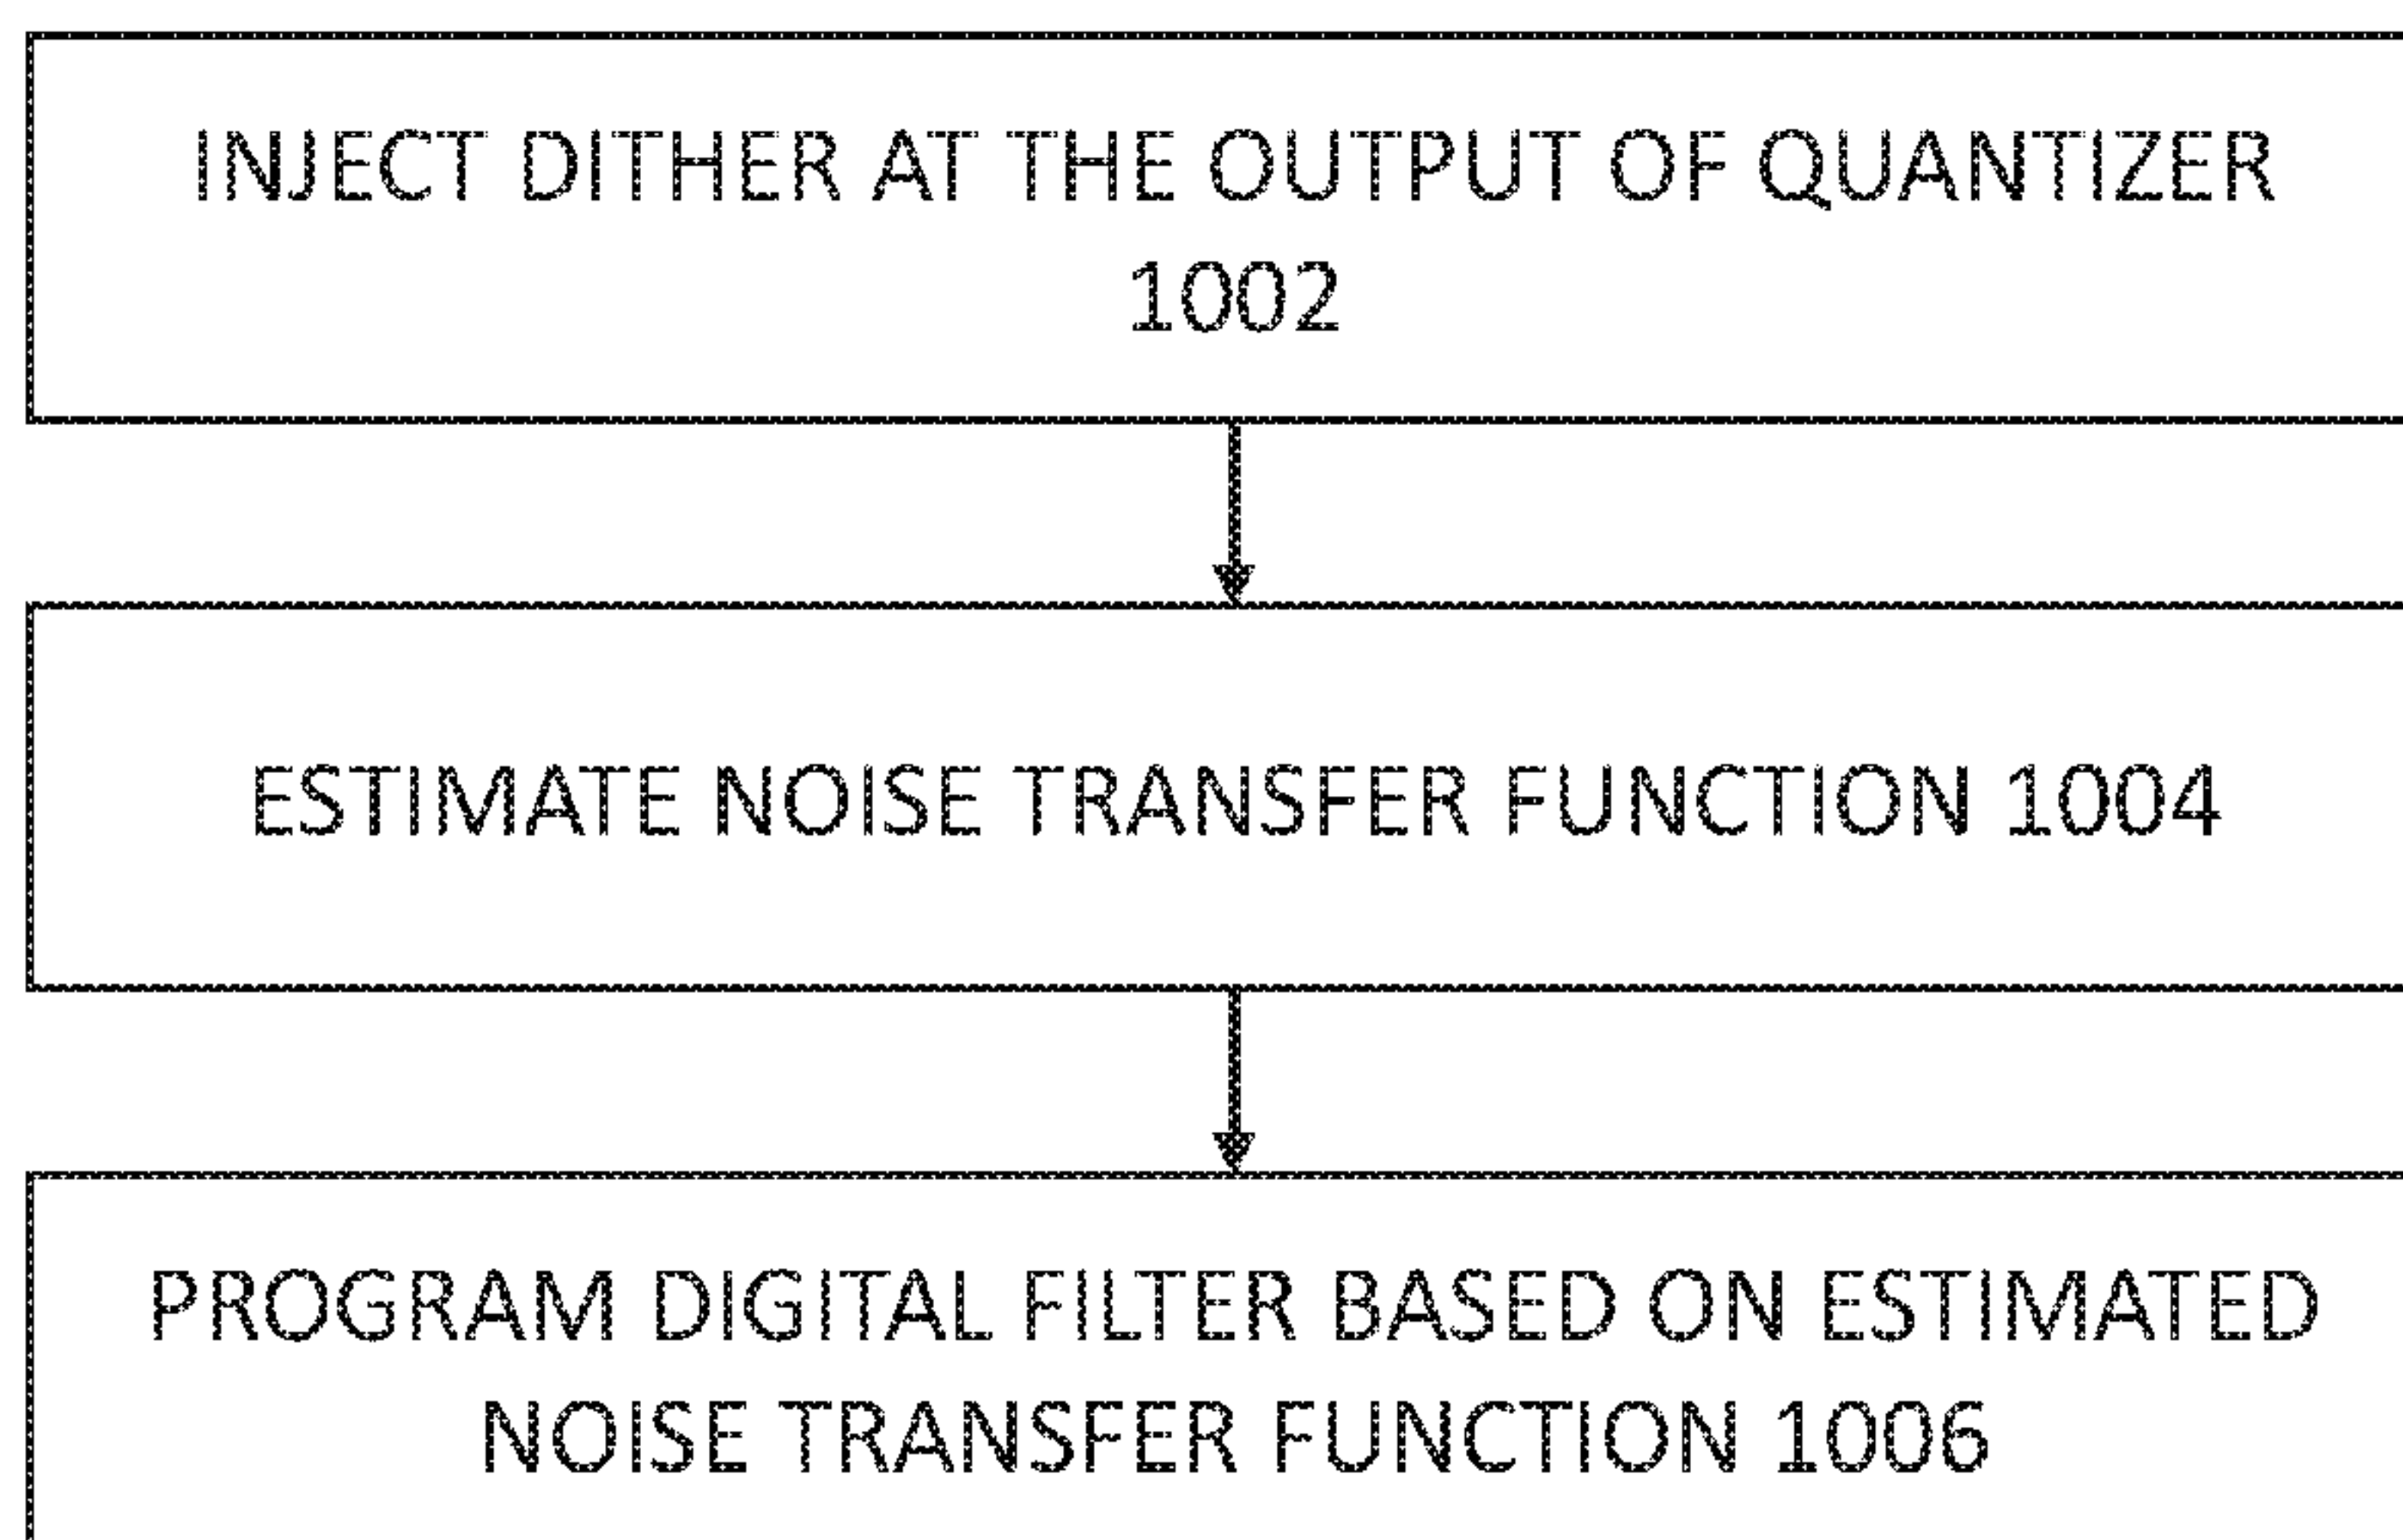 INJECT DITHER AT THE OUTPUT OF QUANTIZER
1002
ESTIMATE NOISE TRANSFER FUNCTION 1004
PROGRAM DIGITAL FILTER BASED ON ESTIMATED
NOISE TRANSFER FUNCTION 1006